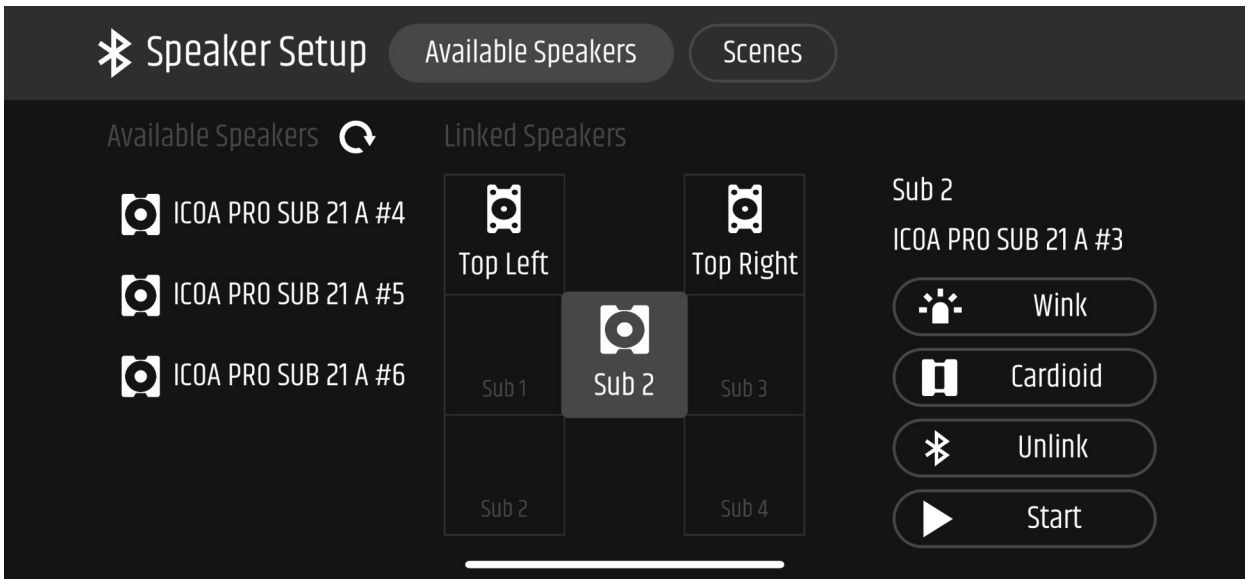 Speaker Setup
Available Speakers
Scenes
Available Speakers
Linked Speakers
ICOA PRO SUB 21 A #4
ICOA PRO SUB 21 A #5
ICOA PRO SUB 21 A #6
Top Left
Top Right
Sub 1
Sub 2
Sub 3
Sub 2
Sub 4
Sub 2
ICOA PRO SUB 21 A #3
Wink
Cardioid
Unlink
Start